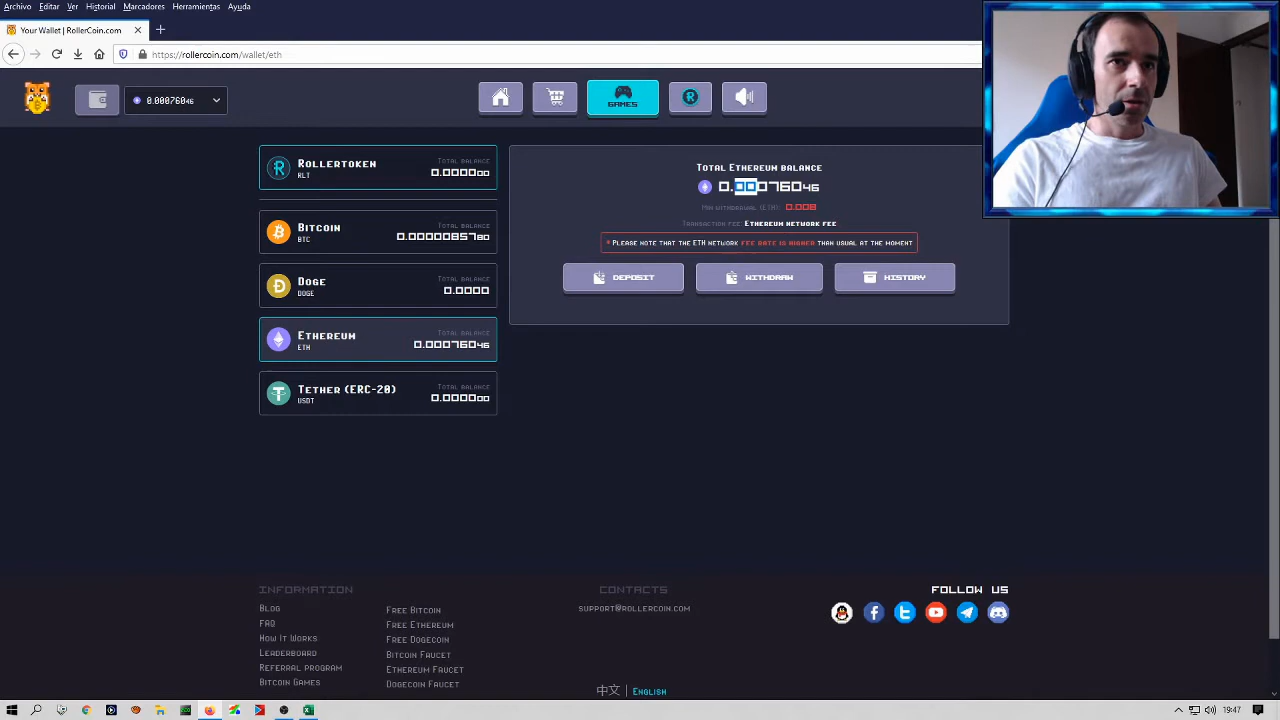 Archivo Editar Ver Historial Marcadores Herramientas Ayuda
Your Wallet | RollerCoin.com
https://rollercoin.com/wallet/eth
0.00076046
GAMES
ROLLERTOKEN
RLT
TOTAL BALANCE
0.000000
BITCOIN
BTC
TOTAL BALANCE
0.0000085780
DOGE
DOGE
TOTAL BALANCE
0.0000
ETHEREUM
ETH
TOTAL BALANCE
0.00076046
TETHER (ERC-20)
USDT
TOTAL BALANCE
0.000000
TOTAL ETHEREUM BALANCE
0.00076046
MIN WITHDRAWAL (ETH): 0.008
TRANSACTION FEE: ETHEREUM NETWORK FEE
* PLEASE NOTE THAT THE ETH NETWORK FEE RATE IS HIGHER THAN USUAL AT THE MOMENT
DEPOSIT
WITHDRAW
HISTORY
INFORMATION
BLOG
FAQ
HOW IT WORKS
LEADERBOARD
REFERRAL PROGRAM
BITCOIN GAMES
FREE BITCOIN
FREE ETHEREUM
FREE DOGECOIN
BITCOIN FAUCET
ETHEREUM FAUCET
DOGECOIN FAUCET
CONTACTS
SUPPORT@ROLLERCOIN.COM
中文 | ENGLISH
FOLLOW US
19:47